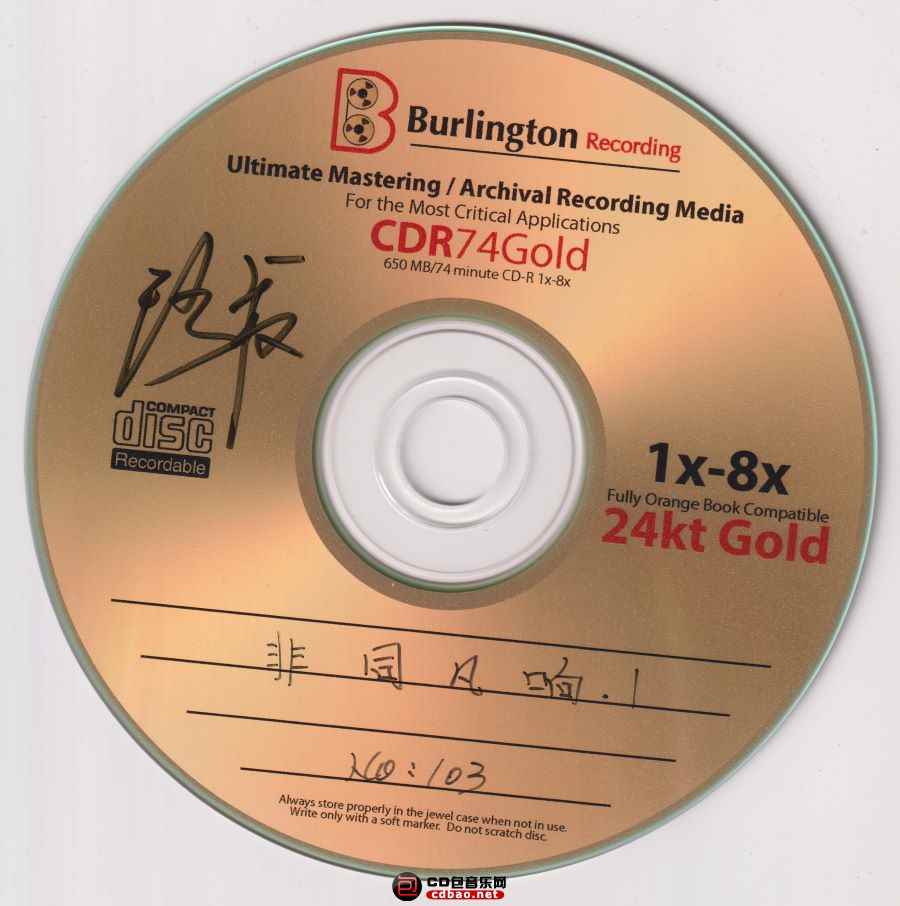 Burlington Recording
Ultimate Mastering / Archival Recording Media
For the Most Critical Applications
CDR74Gold
650 MB/74 minute CD-R 1x-8x
COMPACT
disc
Recordable
1x-8x
Fully Orange Book Compatible
24kt Gold
非同凡响.1
NO:103
Always store properly in the jewel case when not in use.
Write only with a soft marker. Do not scratch disc.
CD包音乐网
cdbao.net